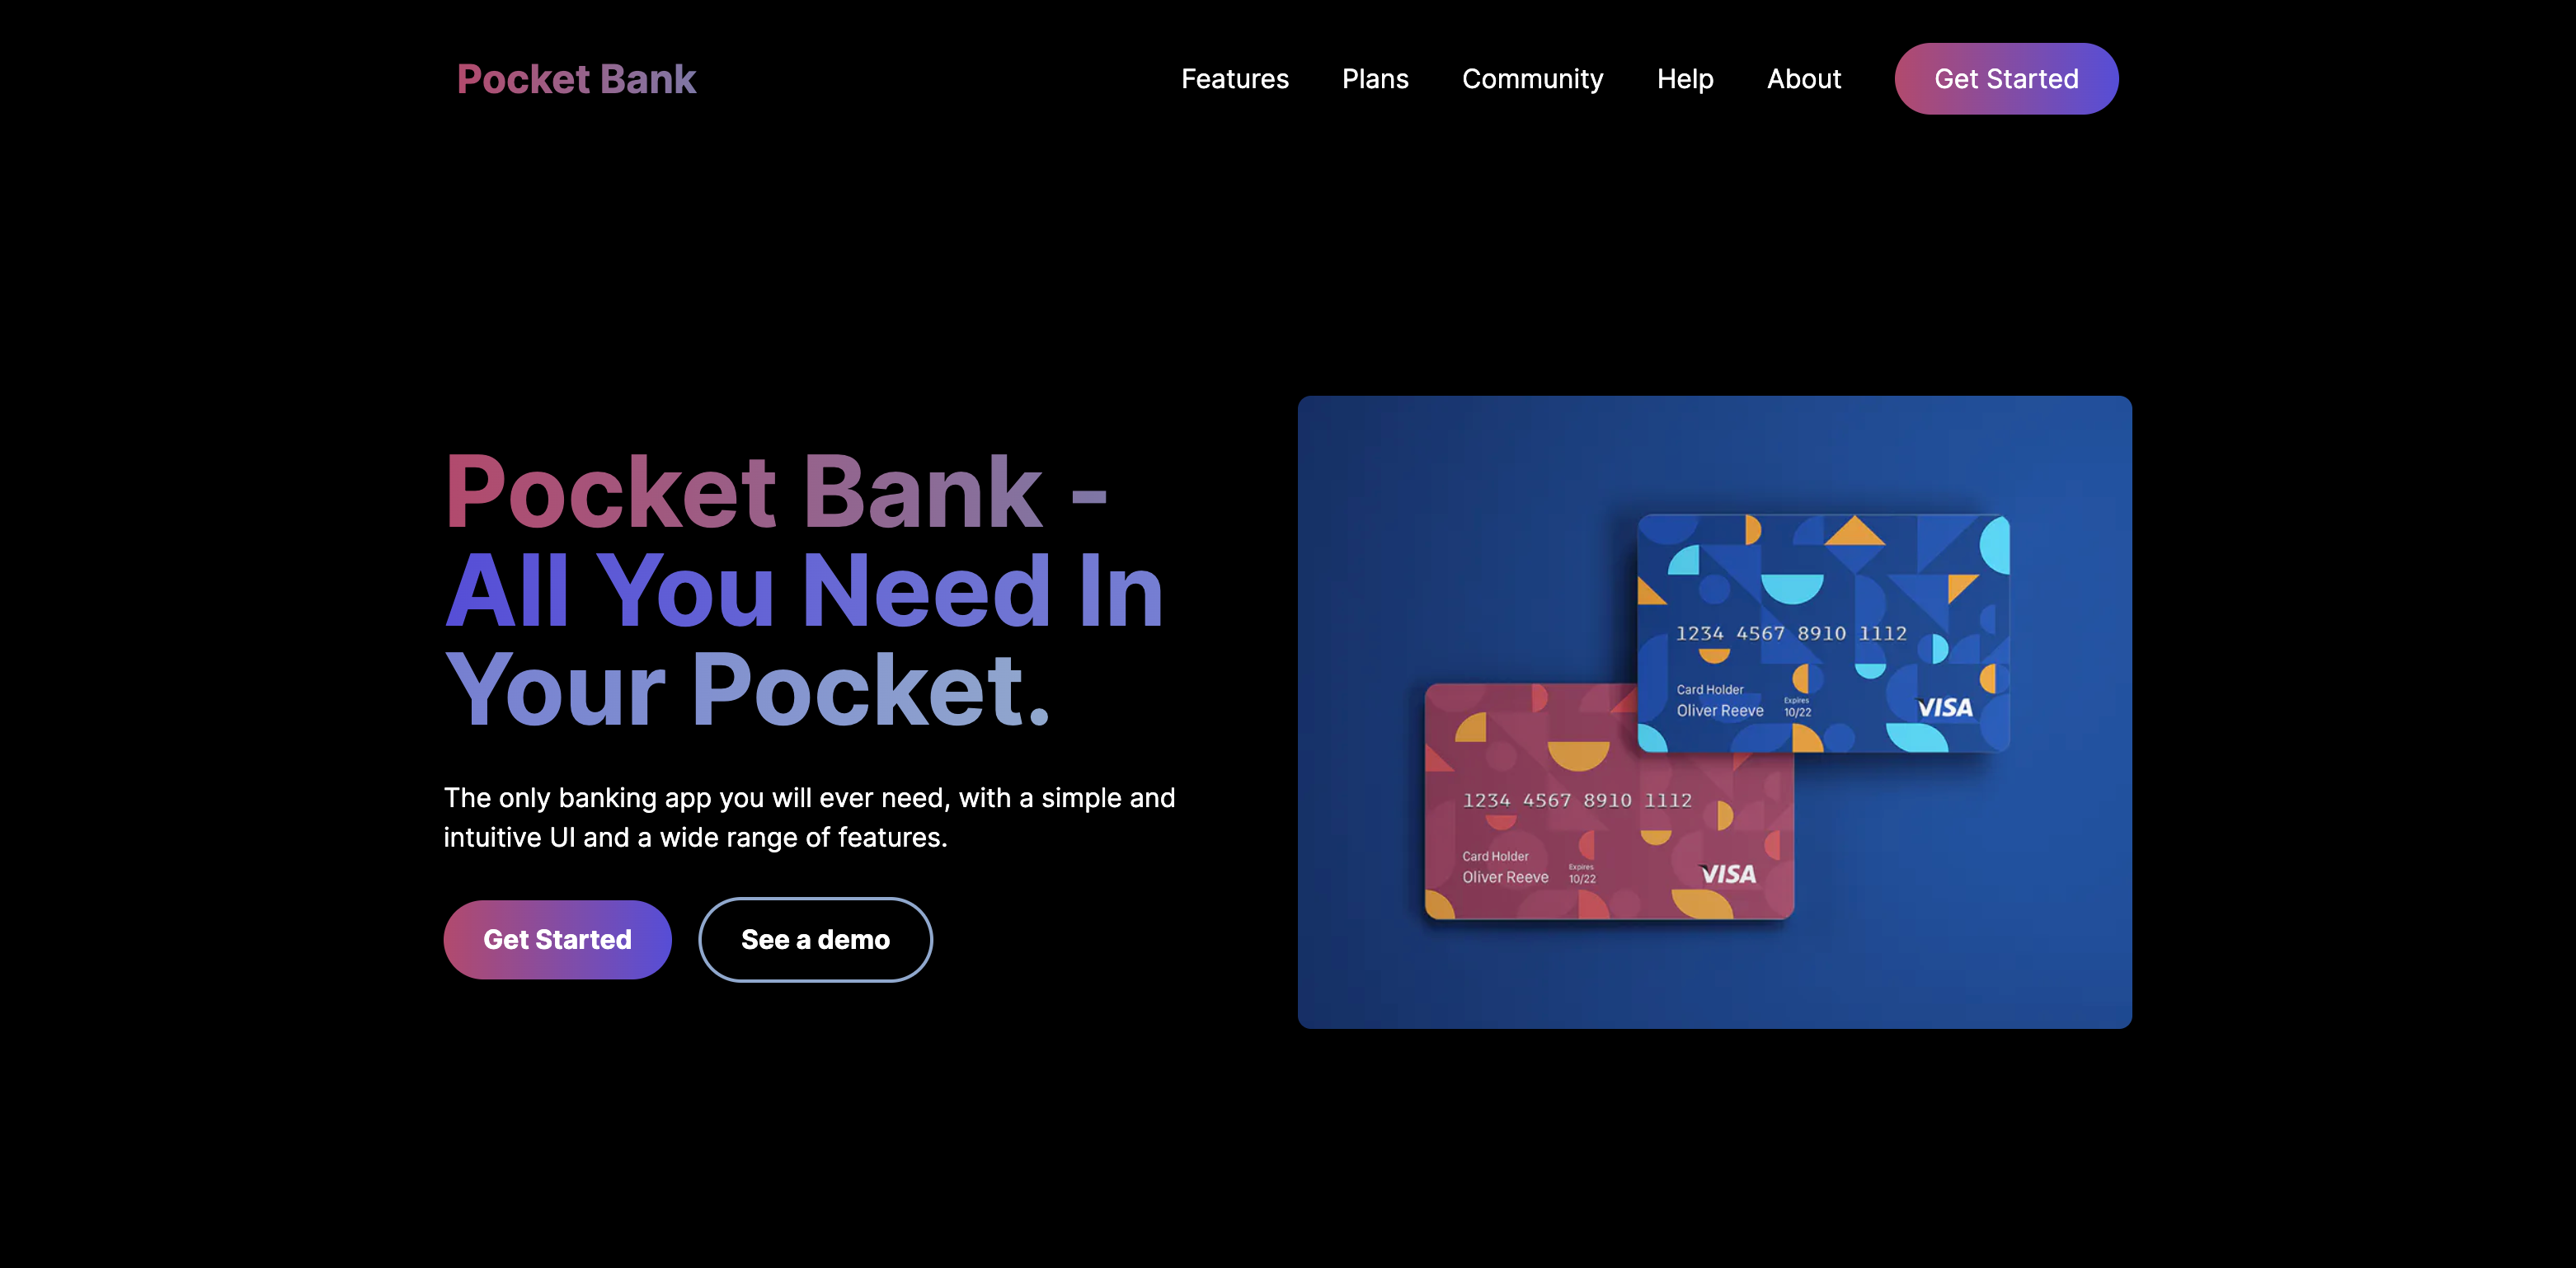 Pocket Bank
Features
Plans
Community
Help
About
Get Started
Pocket Bank -
All You Need In
Your Pocket.
The only banking app you will ever need, with a simple and
intuitive UI and a wide range of features.
Get Started
See a demo
1234 4567 8910 1112
Card Holder
Oliver Reeve
Expires
10/22
VISA
1234 4567 8910 1112
Card Holder
Oliver Reeve
Expires
10/22
VISA